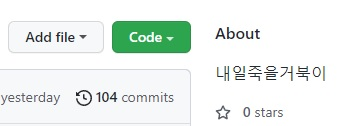 Add file Code About
내일죽을거북이
yesterday 104 commits
0 stars